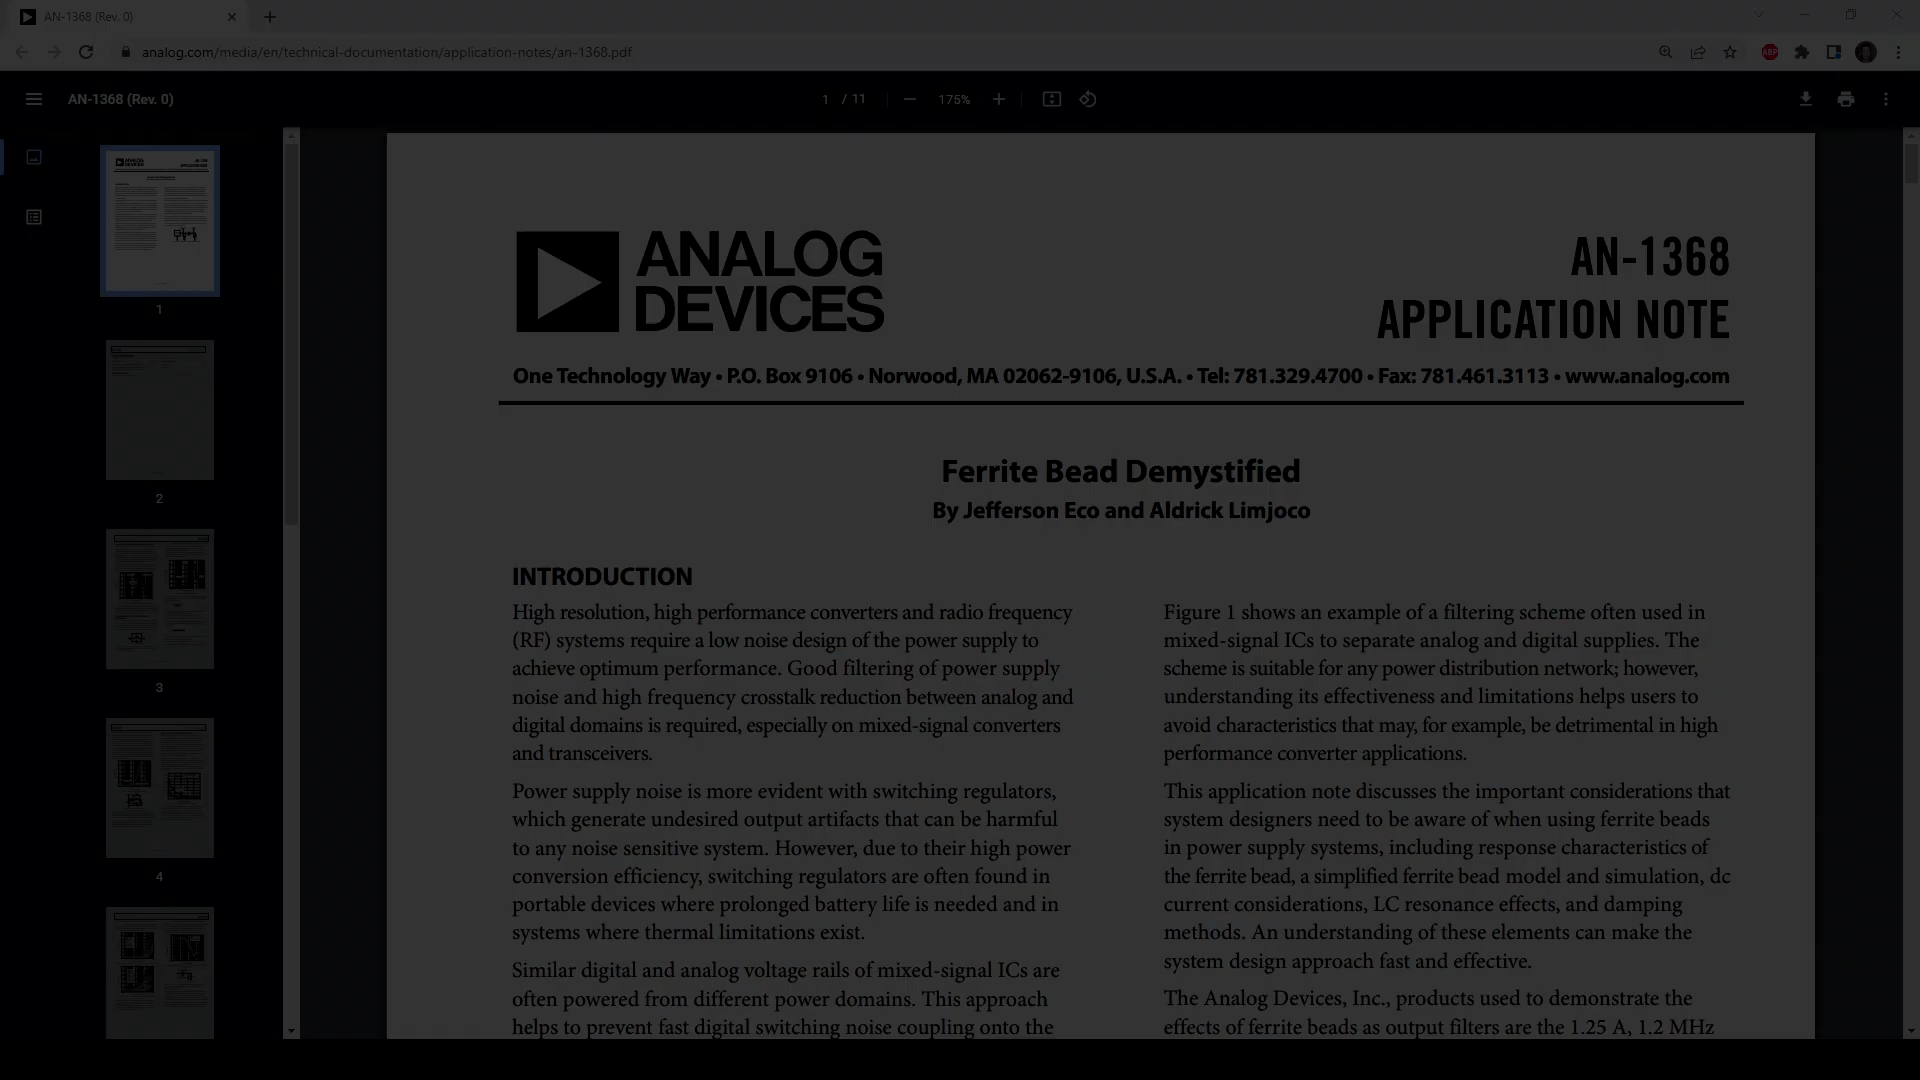 AN-1368 (Rev. 0)
analog.com/media/en/technical-documentation/application-notes/an-1368.pdf
ABP
AN-1368 (Rev. 0)
1 / 11
175%
1
2
3
4
ANALOG
DEVICES
AN-1368
APPLICATION NOTE
One Technology Way • P.O. Box 9106 • Norwood, MA 02062-9106, U.S.A. • Tel: 781.329.4700 • Fax: 781.461.3113 • www.analog.com
Ferrite Bead Demystified
By Jefferson Eco and Aldrick Limjoco
INTRODUCTION
High resolution, high performance converters and radio frequency
(RF) systems require a low noise design of the power supply to
achieve optimum performance. Good filtering of power supply
noise and high frequency crosstalk reduction between analog and
digital domains is required, especially on mixed-signal converters
and transceivers.
Power supply noise is more evident with switching regulators,
which generate undesired output artifacts that can be harmful
to any noise sensitive system. However, due to their high power
conversion efficiency, switching regulators are often found in
portable devices where prolonged battery life is needed and in
systems where thermal limitations exist.
Similar digital and analog voltage rails of mixed-signal ICs are
often powered from different power domains. This approach
helps to prevent fast digital switching noise coupling onto the
Figure 1 shows an example of a filtering scheme often used in
mixed-signal ICs to separate analog and digital supplies. The
scheme is suitable for any power distribution network; however,
understanding its effectiveness and limitations helps users to
avoid characteristics that may, for example, be detrimental in high
performance converter applications.
This application note discusses the important considerations that
system designers need to be aware of when using ferrite beads
in power supply systems, including response characteristics of
the ferrite bead, a simplified ferrite bead model and simulation, dc
current considerations, LC resonance effects, and damping
methods. An understanding of these elements can make the
system design approach fast and effective.
The Analog Devices, Inc., products used to demonstrate the
effects of ferrite beads as output filters are the 1.25 A, 1.2 MHz